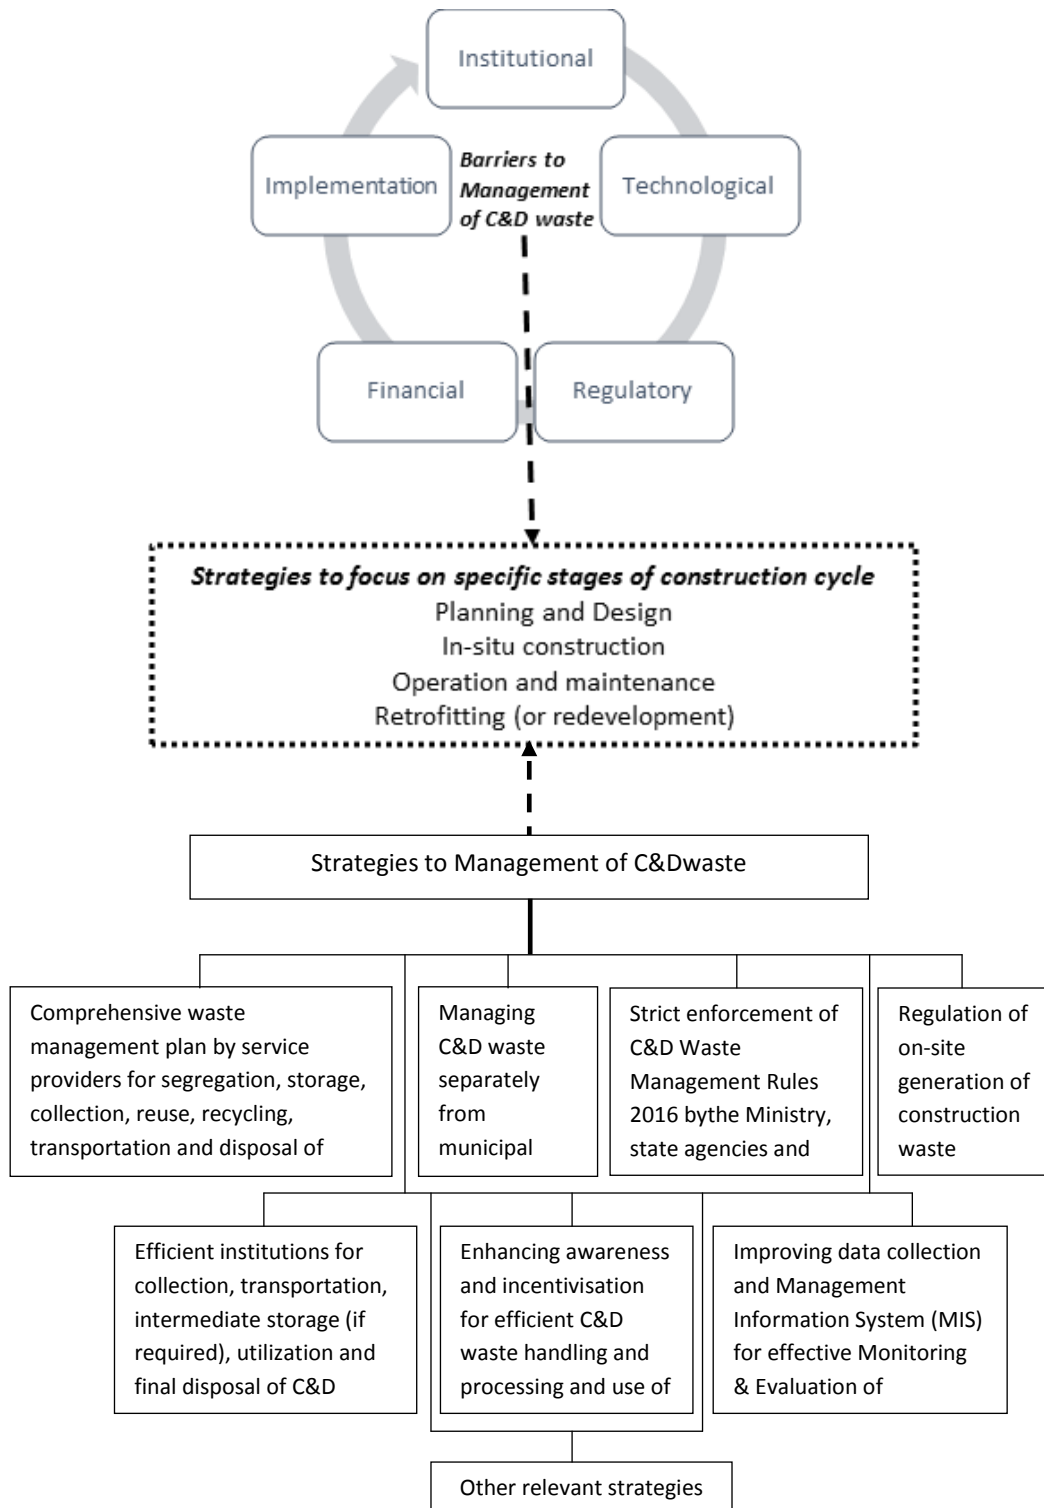 Institutional
Implementation
Barriers to
Management
of C&D waste
Technological
Financial
Regulatory
Strategies to focus on specific stages of construction cycle
Planning and Design
In-situ construction
Operation and maintenance
Retrofitting (or redevelopment)
Strategies to Management of C&Dwaste
Comprehensive waste
management plan by service
providers for segregation, storage,
collection, reuse, recycling,
transportation and disposal of
Managing
C&D waste
separately
from
municipal
Strict enforcement of
C&D Waste
Management Rules
2016 bythe Ministry,
state agencies and
Regulation of
on-site
generation of
construction
waste
Efficient institutions for
collection, transportation,
intermediate storage (if
required), utilization and
final disposal of C&D
Enhancing awareness
and incentivisation
for efficient C&D
waste handling and
processing and use of
Improving data collection
and Management
Information System (MIS)
for effective Monitoring
& Evaluation of
Other relevant strategies